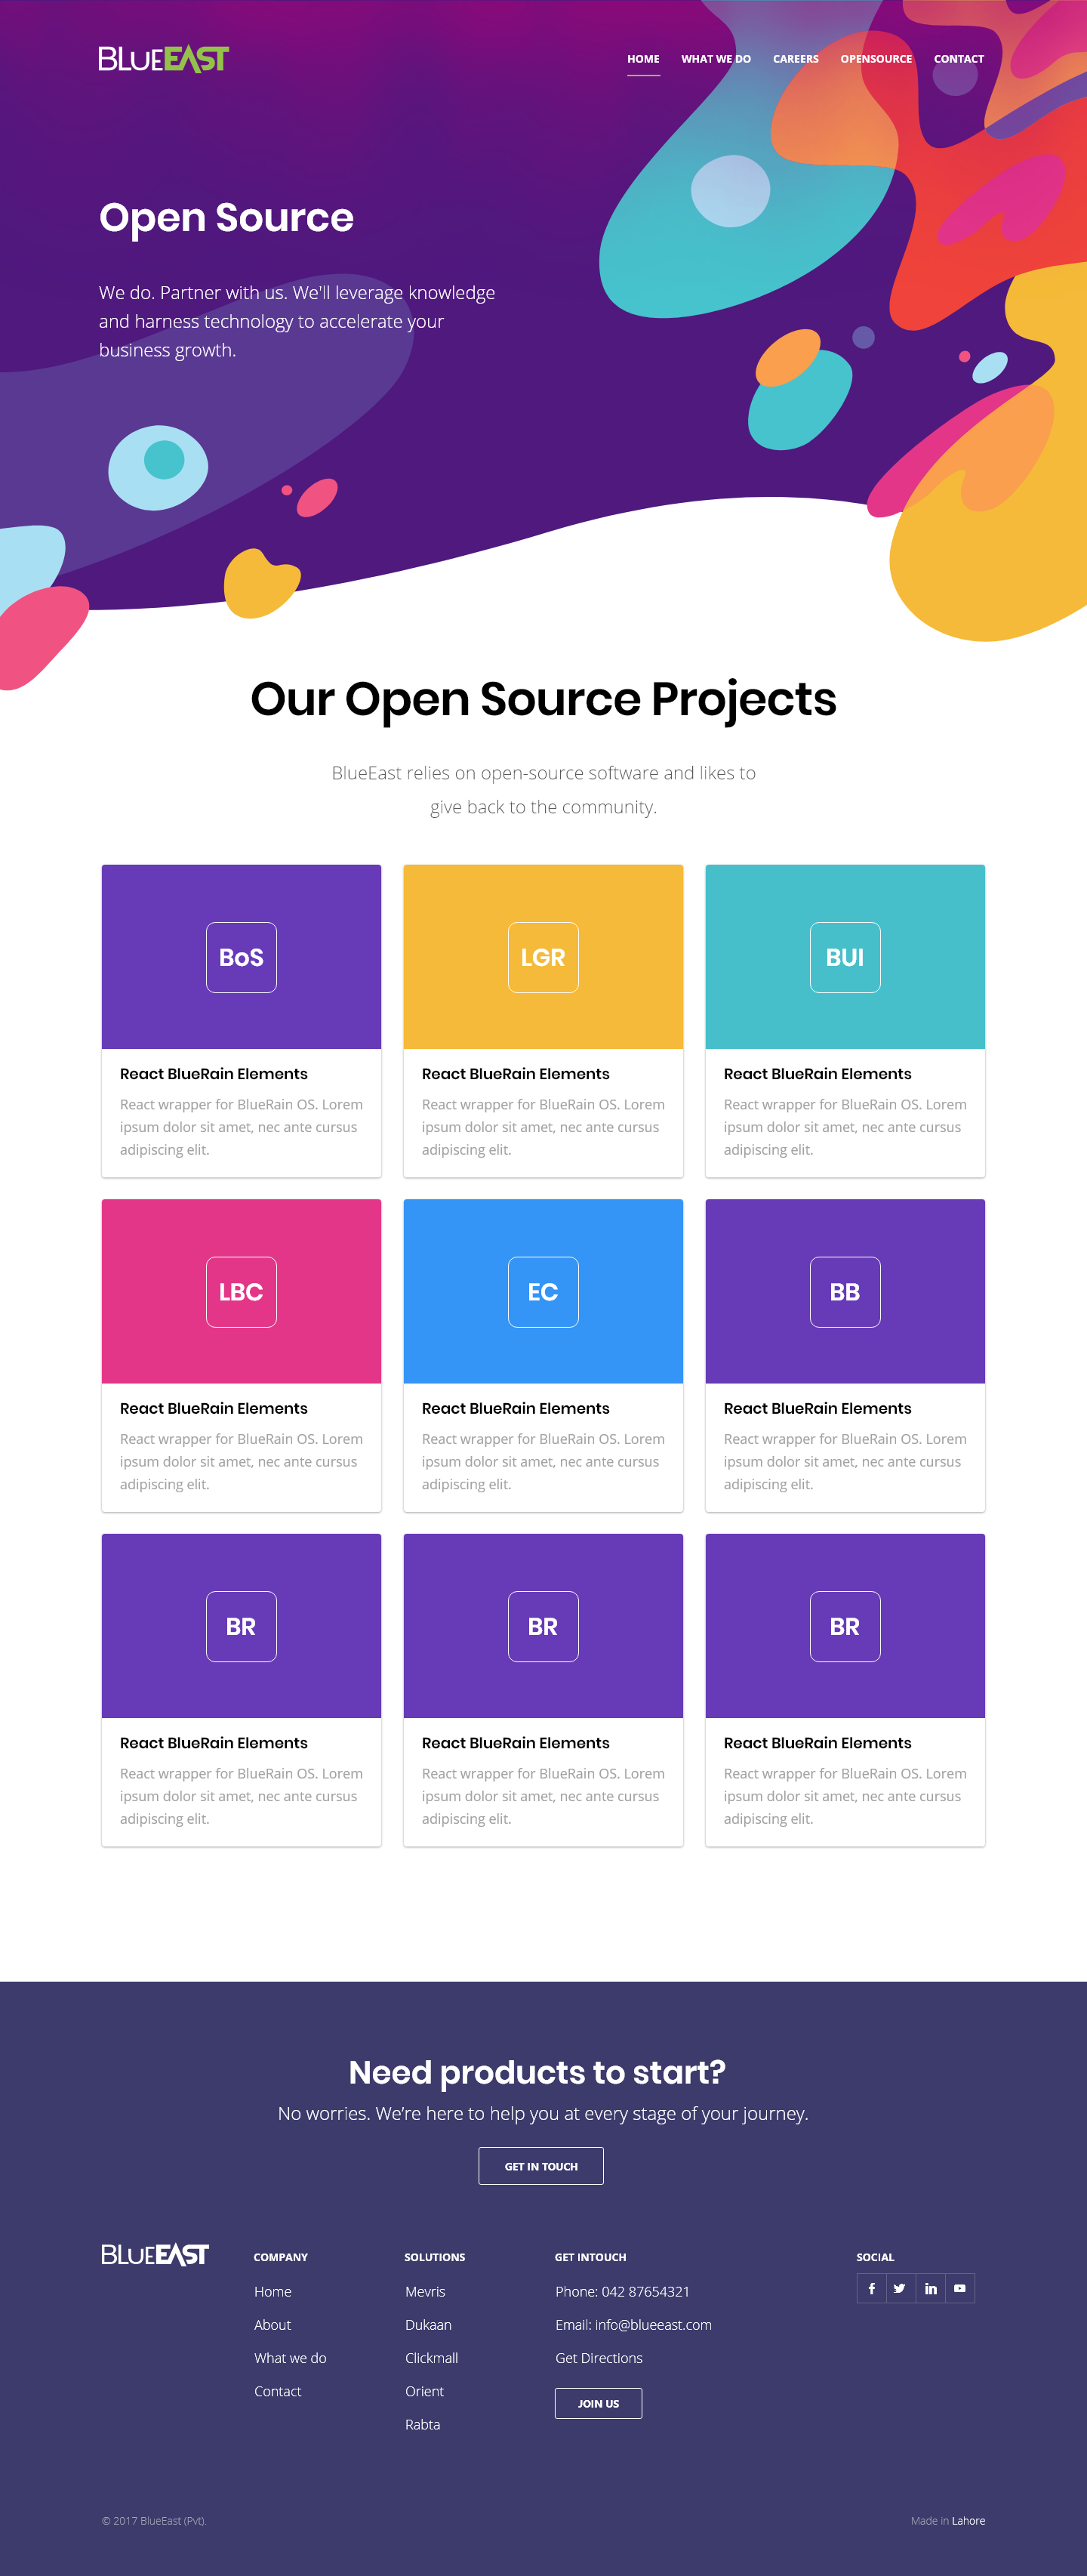 BLUEEAST
HOME WHAT WE DO CAREERS OPENSOURCE CONTACT
Open Source
We do. Partner with us. We'll leverage knowledge
and harness technology to accelerate your
business growth.
Our Open Source Projects
BlueEast relies on open-source software and likes to
give back to the community.
BoS
React BlueRain Elements
React wrapper for BlueRain OS. Lorem
ipsum dolor sit amet, nec ante cursus
adipiscing elit.
LGR
React BlueRain Elements
React wrapper for BlueRain OS. Lorem
ipsum dolor sit amet, nec ante cursus
adipiscing elit.
BUI
React BlueRain Elements
React wrapper for BlueRain OS. Lorem
ipsum dolor sit amet, nec ante cursus
adipiscing elit.
LBC
React BlueRain Elements
React wrapper for BlueRain OS. Lorem
ipsum dolor sit amet, nec ante cursus
adipiscing elit.
EC
React BlueRain Elements
React wrapper for BlueRain OS. Lorem
ipsum dolor sit amet, nec ante cursus
adipiscing elit.
BB
React BlueRain Elements
React wrapper for BlueRain OS. Lorem
ipsum dolor sit amet, nec ante cursus
adipiscing elit.
BR
React BlueRain Elements
React wrapper for BlueRain OS. Lorem
ipsum dolor sit amet, nec ante cursus
adipiscing elit.
BR
React BlueRain Elements
React wrapper for BlueRain OS. Lorem
ipsum dolor sit amet, nec ante cursus
adipiscing elit.
BR
React BlueRain Elements
React wrapper for BlueRain OS. Lorem
ipsum dolor sit amet, nec ante cursus
adipiscing elit.
Need products to start?
No worries. We’re here to help you at every stage of your journey.
GET IN TOUCH
BLUEEAST
COMPANY
Home
About
What we do
Contact
SOLUTIONS
Mevris
Dukaan
Clickmall
Orient
Rabta
GET INTOUCH
Phone: 042 87654321
Email: info@blueeast.com
Get Directions
JOIN US
SOCIAL
© 2017 BlueEast (Pvt).
Made in Lahore